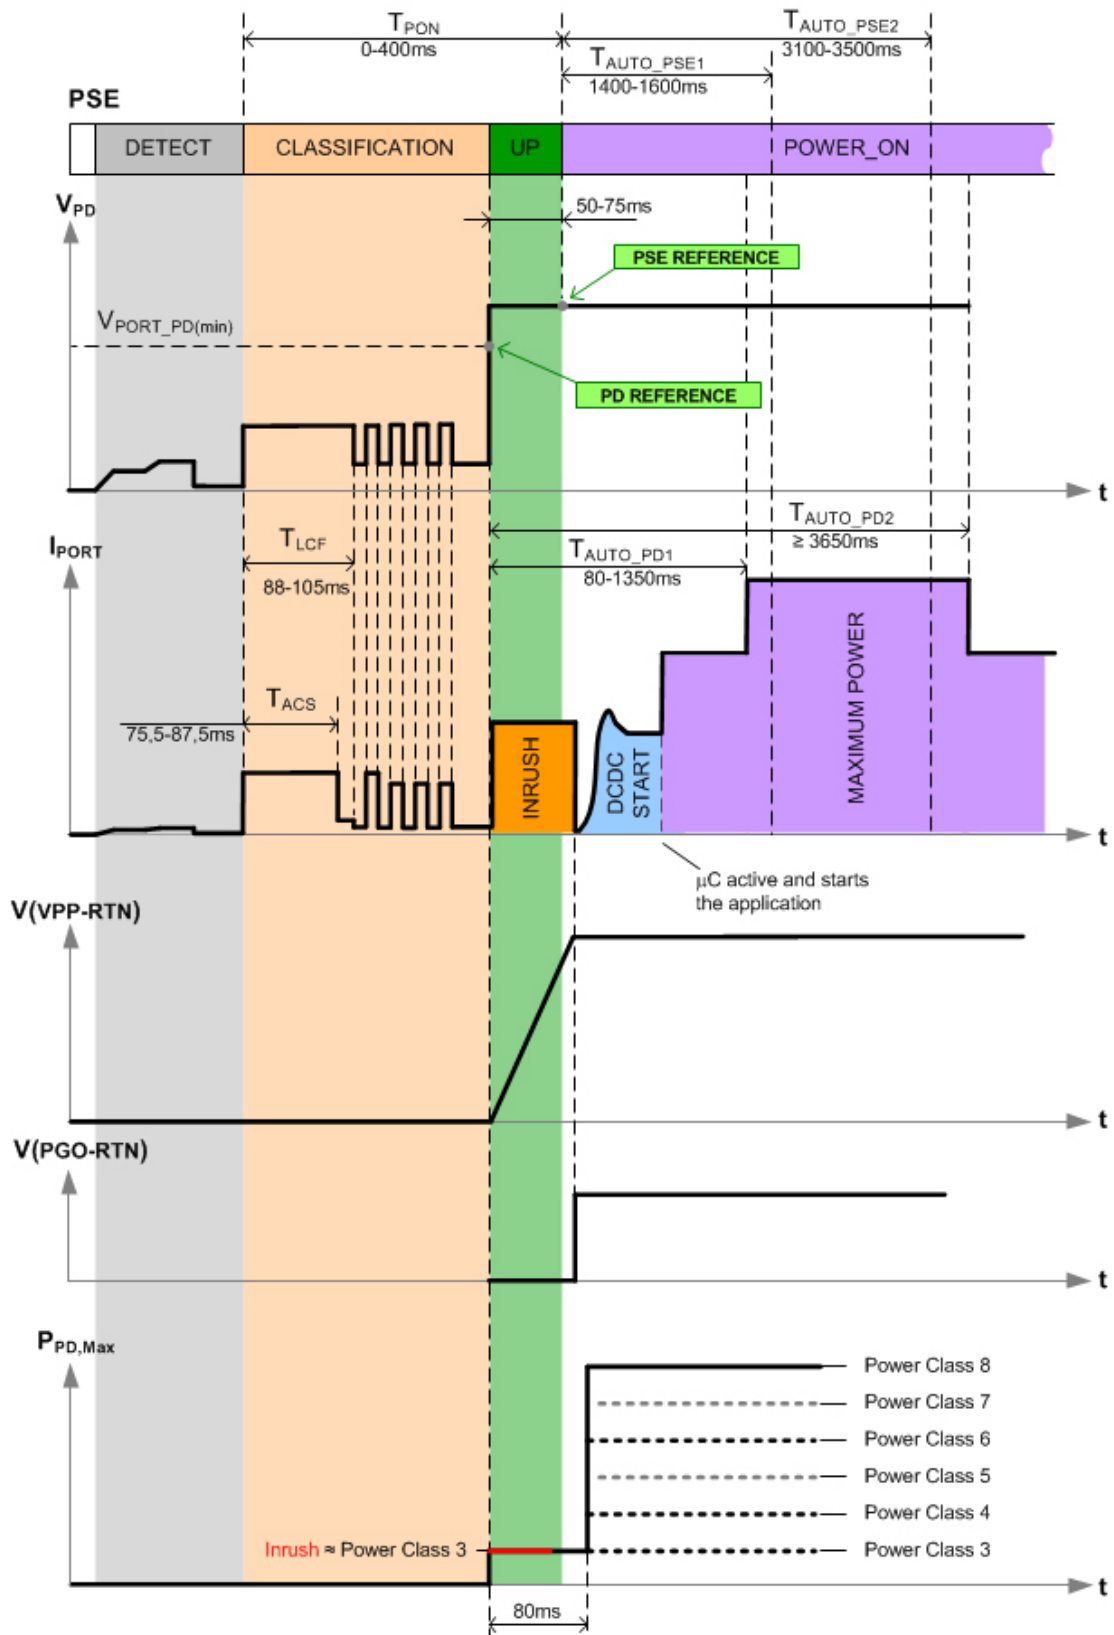 TPON
0-400ms
TAUTO_PSE2
3100-3500ms
TAUTO_PSE1
1400-1600ms
PSE
DETECT
CLASSIFICATION
UP
POWER_ON
VPD
50-75ms
PSE REFERENCE
VPORT_PD(min)
PD REFERENCE
t
IPORT
TAUTO_PD2
≥ 3650ms
TLCF
88-105ms
TAUTO_PD1
80-1350ms
TACS
75,5-87,5ms
INRUSH
DCDC
START
MAXIMUM POWER
t
µC active and starts
the application
V(VPP-RTN)
t
V(PGO-RTN)
t
PPD,Max
Power Class 8
Power Class 7
Power Class 6
Power Class 5
Power Class 4
Inrush ≈ Power Class 3
Power Class 3
t
80ms